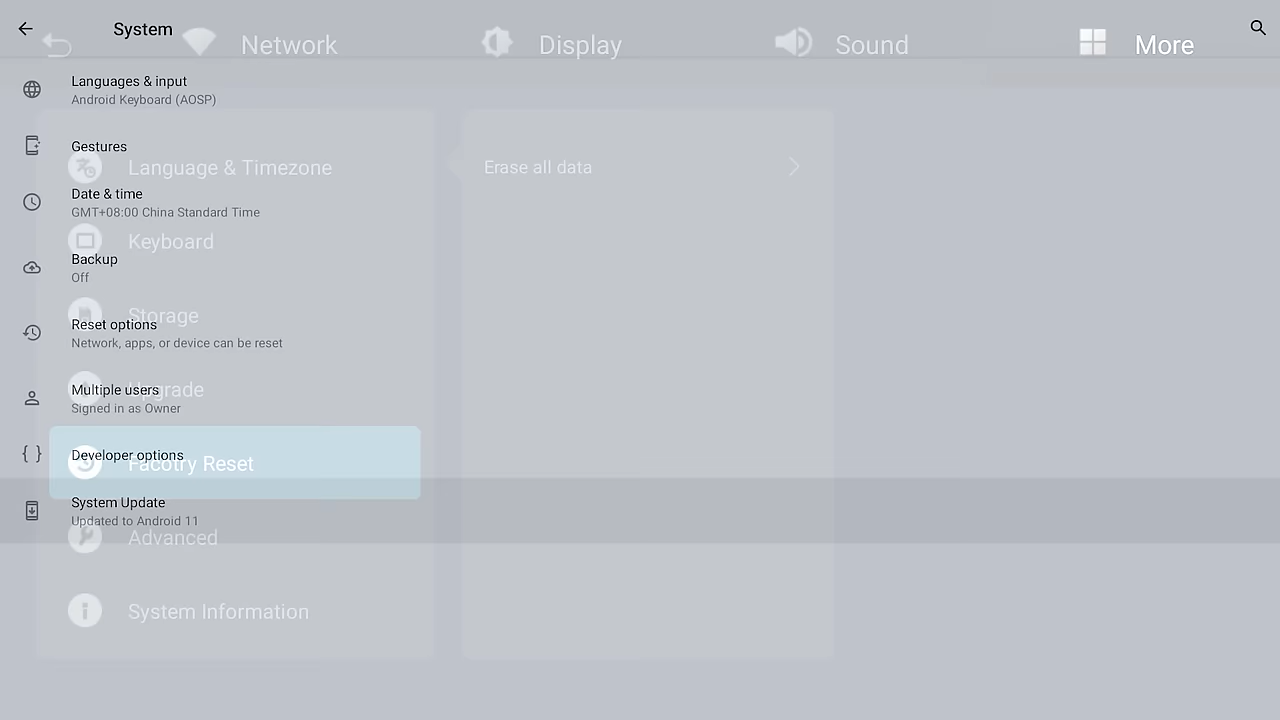 System
Network
Display
Sound
More
Languages & input
Android Keyboard (AOSP)
Gestures
Language & Timezone
Erase all data
Date & time
GMT+08:00 China Standard Time
Keyboard
Backup
Off
Storage
Reset options
Network, apps, or device can be reset
Multiple users
Upgrade
Signed in as Owner
Developer options
Facotry Reset
System Update
Updated to Android 11
Advanced
System Information